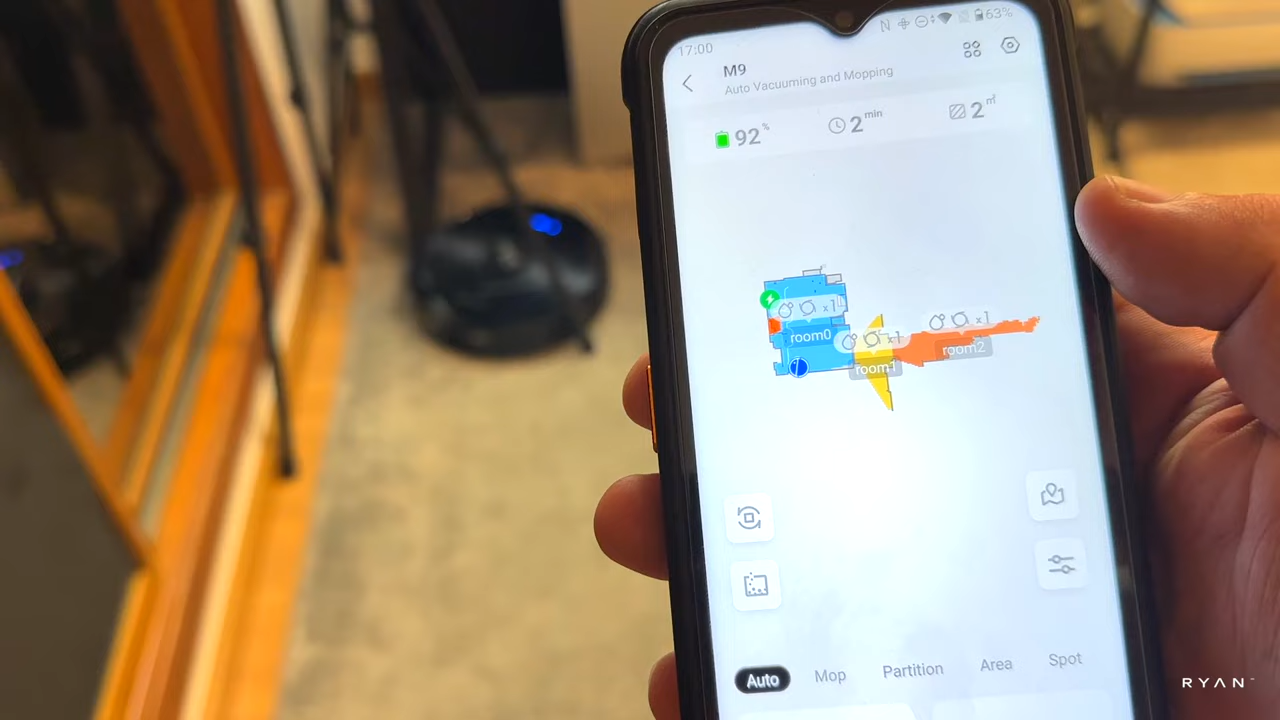 17:00
63%
M9
Auto Vacuuming and Mopping
92%
2 min
2 ㎡
x1
room0
x1
room1
x1
room2
Auto
Mop
Partition
Area
Spot
RYAN™